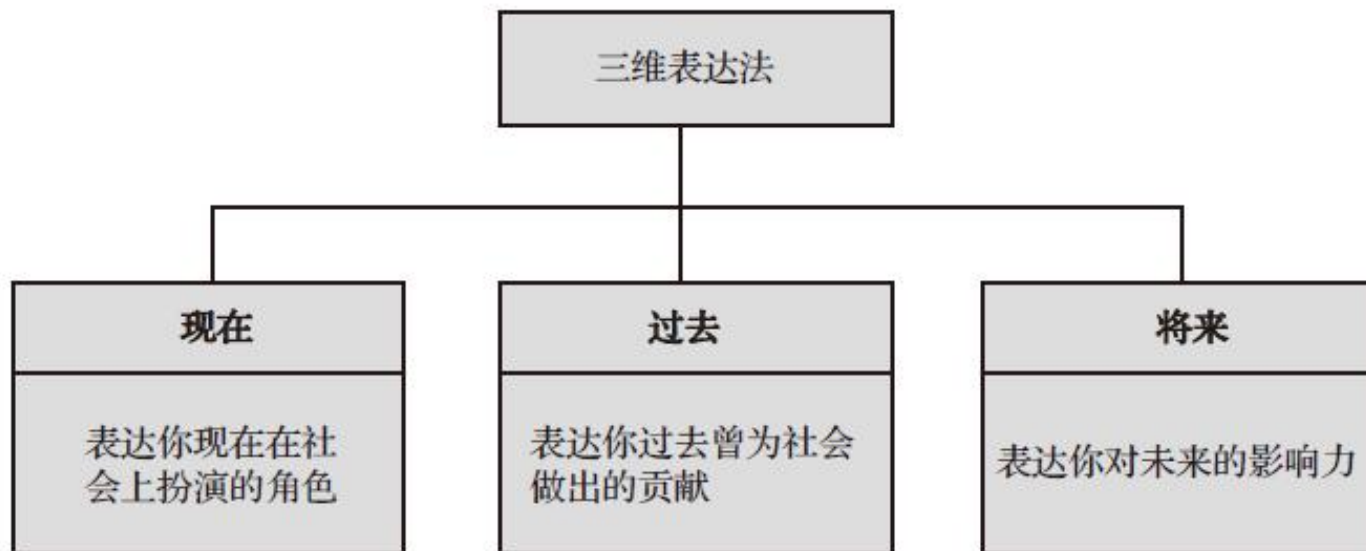 三维表达法
现在
表达你现在在社
会上扮演的角色
过去
表达你过去曾为社会
做出的贡献
将来
表达你对未来的影响力